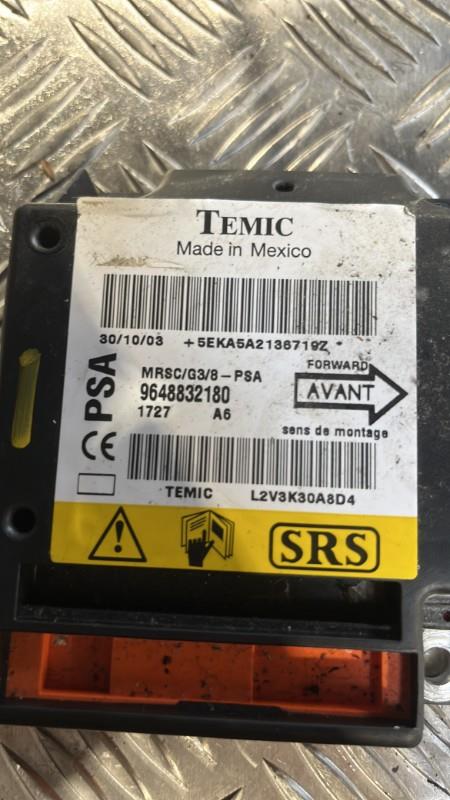 TEMIC
Made in Mexico
30/10/03 +5EKA5A2136719Z *
PSA
MRSC/G3/8-PSA
9648832180
1727 A6
FORWARD
AVANT
sens de montage
CE
TEMIC L2V3K30A8D4
SRS